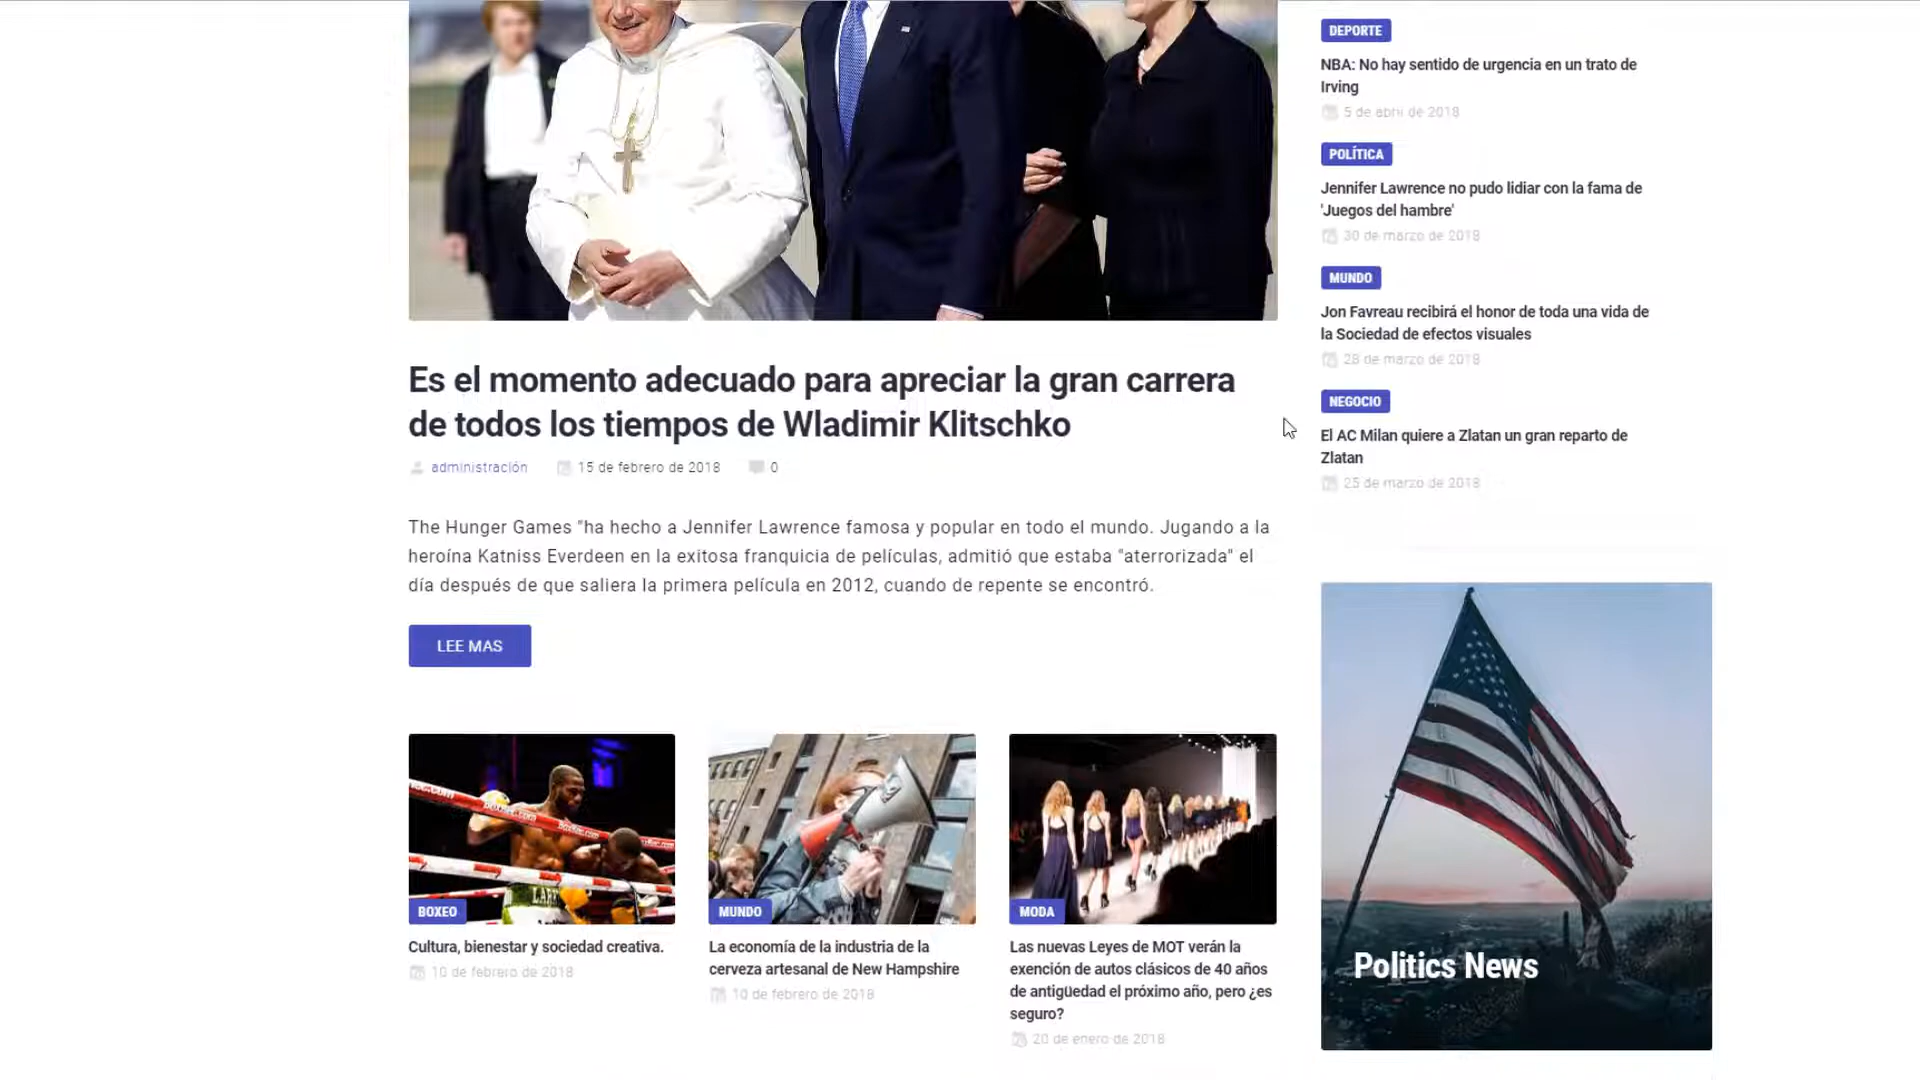 DEPORTE
NBA: No hay sentido de urgencia en un trato de
Irving
5 de abril de 2018
POLÍTICA
Jennifer Lawrence no pudo lidiar con la fama de
'Juegos del hambre'
30 de marzo de 2018
MUNDO
Jon Favreau recibirá el honor de toda una vida de
la Sociedad de efectos visuales
28 de marzo de 2018
NEGOCIO
El AC Milan quiere a Zlatan un gran reparto de
Zlatan
25 de marzo de 2018
Es el momento adecuado para apreciar la gran carrera
de todos los tiempos de Wladimir Klitschko
administración 15 de febrero de 2018 0
The Hunger Games "ha hecho a Jennifer Lawrence famosa y popular en todo el mundo. Jugando a la
heroína Katniss Everdeen en la exitosa franquicia de películas, admitió que estaba "aterrorizada" el
día después de que saliera la primera película en 2012, cuando de repente se encontró.
LEE MAS
BOXEO
Cultura, bienestar y sociedad creativa.
10 de febrero de 2018
MUNDO
La economía de la industria de la
cerveza artesanal de New Hampshire
10 de febrero de 2018
MODA
Las nuevas Leyes de MOT verán la
exención de autos clásicos de 40 años
de antigüedad el próximo año, pero ¿es
seguro?
20 de enero de 2018
Politics News